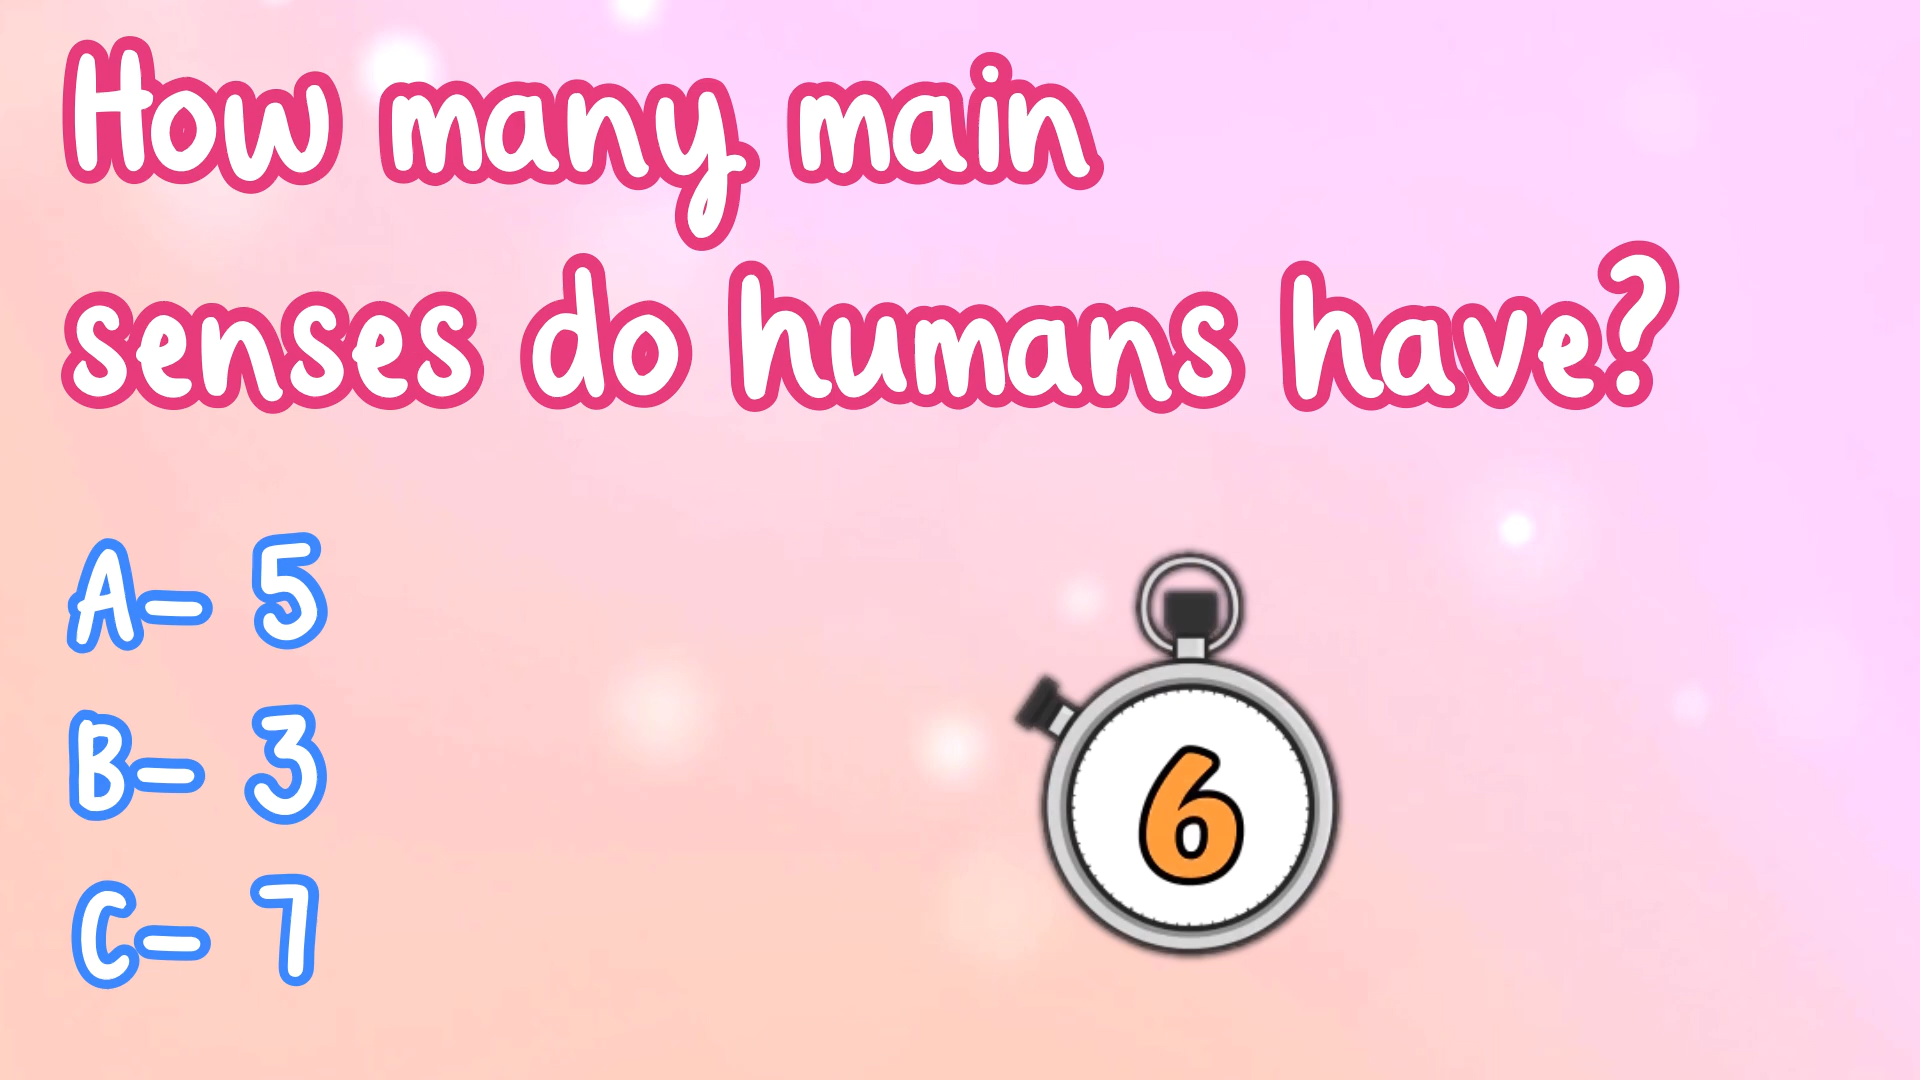 How many main
senses do humans have?
A- 5
B- 3
C- 7
6